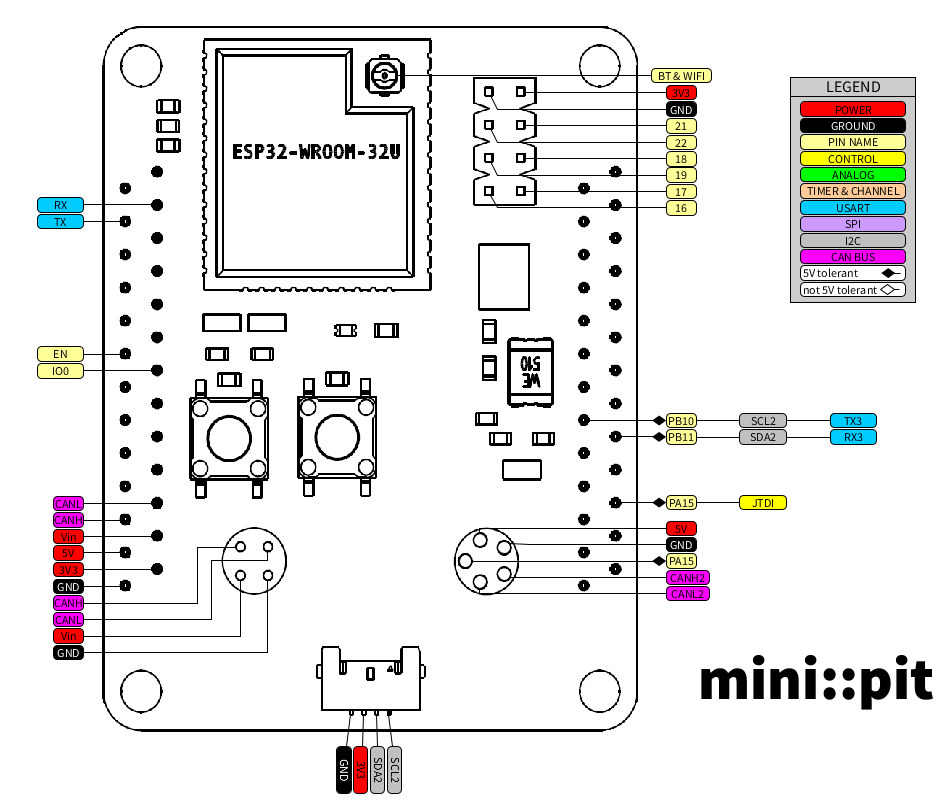 BT & WIFI
3V3
GND
21
22
18
19
17
16
ESP32-WROOM-32U
LEGEND
POWER
GROUND
PIN NAME
CONTROL
ANALOG
TIMER & CHANNEL
USART
SPI
I2C
CAN BUS
5V tolerant
not 5V tolerant
RX
TX
EN
IO0
WE
510
PB10 SCL2 TX3
PB11 SDA2 RX3
PA15 JTDI
CANL
CANH
Vin
5V
3V3
GND
CANH
CANL
Vin
GND
5V
GND
PA15
CANH2
CANL2
mini::pit
GND
3V3
SDA2
SCL2